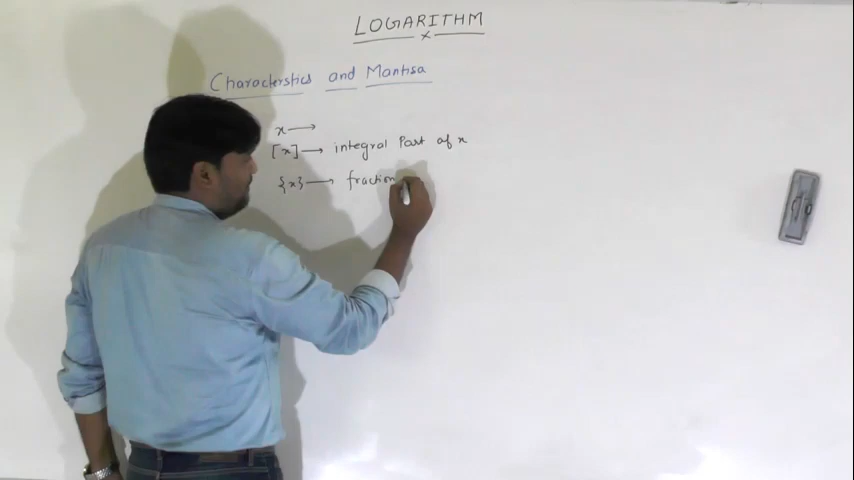 LOGARITHM
x
Characterstics and Mantisa
x →
[x] → integral Part of x
{x} → fraction